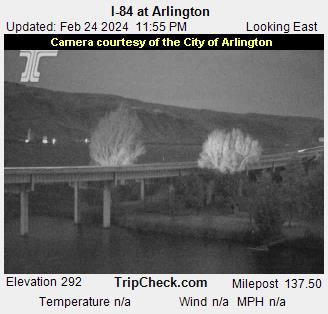 I-84 at Arlington
Updated: Feb 24 2024 11:55 PM Looking East
Camera courtesy of the City of Arlington
Elevation 292 TripCheck.com Milepost 137.50
Temperature n/a Wind n/a MPH n/a